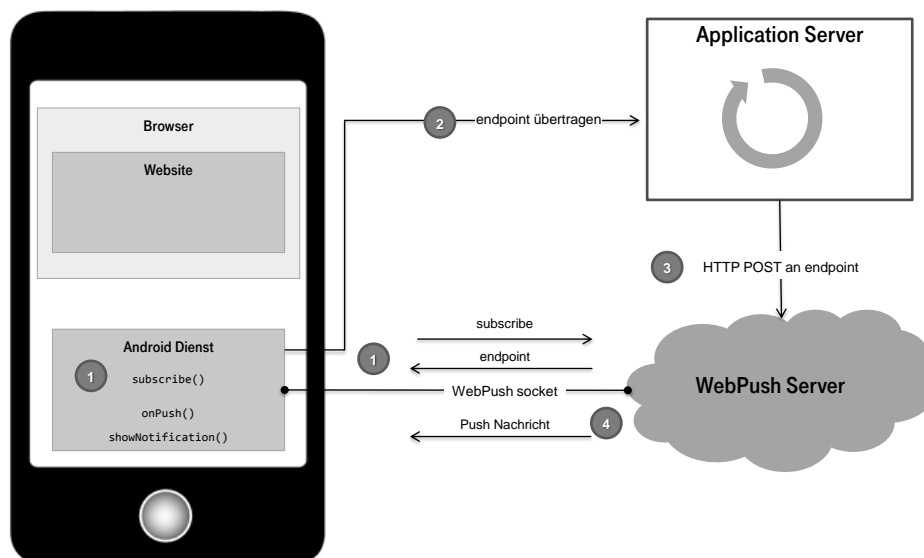 Application Server
Browser
Website
2
endpoint übertragen
3
HTTP POST an endpoint
Android Dienst
1
subscribe()
onPush()
showNotification()
1
subscribe
endpoint
WebPush socket
Push Nachricht
4
WebPush Server